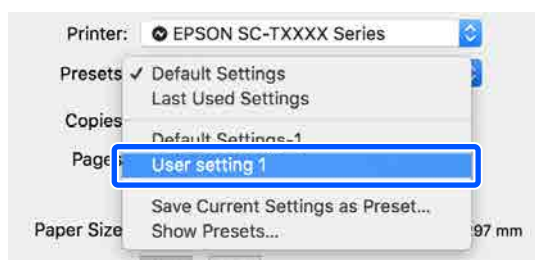 Printer: EPSON SC-TXXXX Series
Presets ✓ Default Settings
Last Used Settings
Copies
Default Settings-1
Pages
User setting 1
Save Current Settings as Preset...
Paper Size
Show Presets...
97 mm